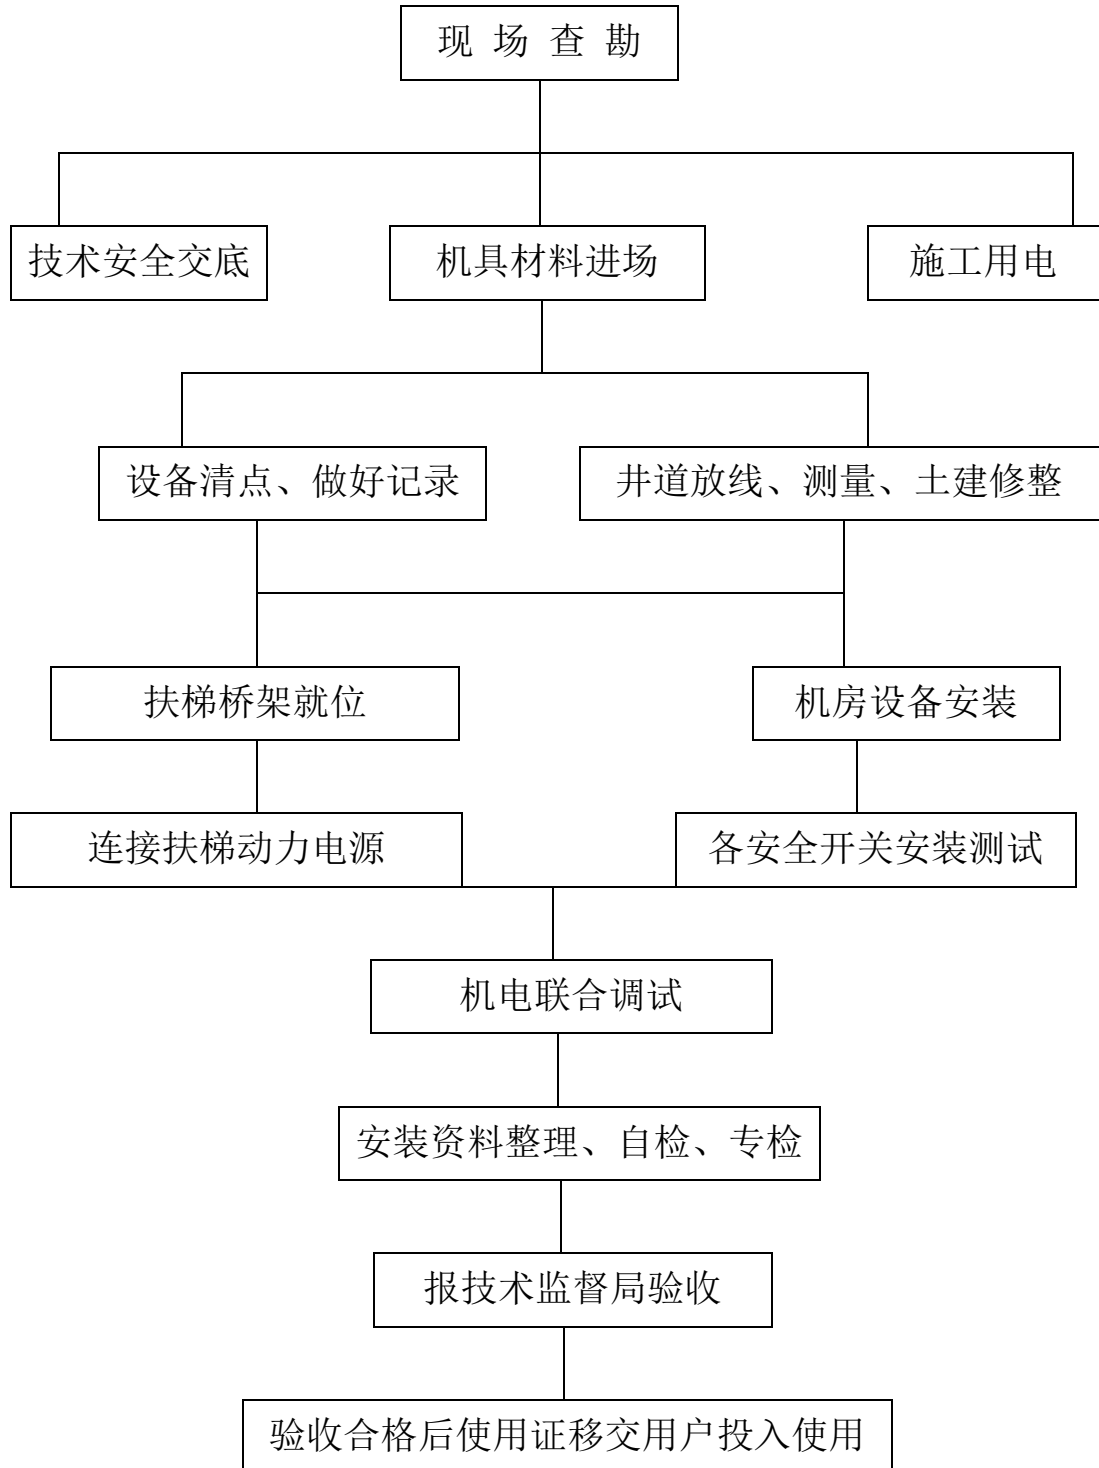 现 场 查 勘
技术安全交底
机具材料进场
施工用电
设备清点、做好记录
井道放线、测量、土建修整
扶梯桥架就位
机房设备安装
连接扶梯动力电源
各安全开关安装测试
机电联合调试
安装资料整理、自检、专检
报技术监督局验收
验收合格后使用证移交用户投入使用